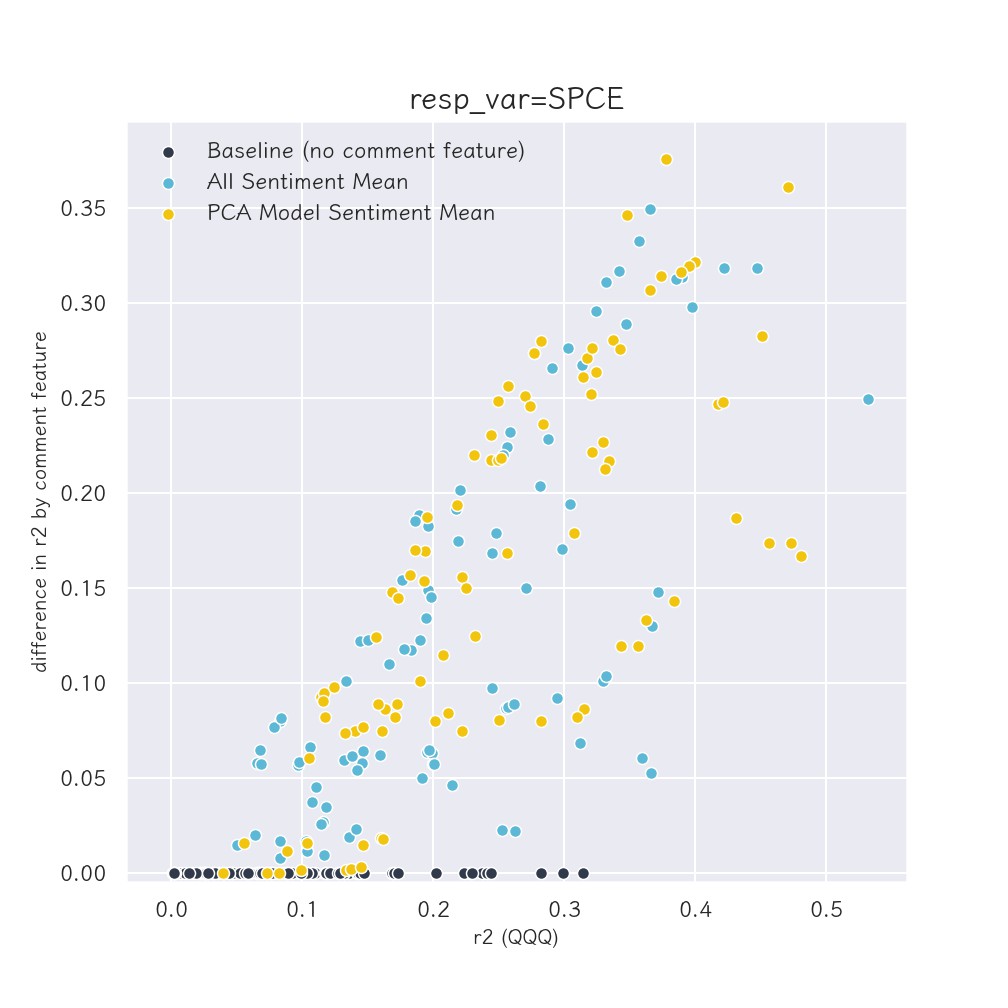 resp_var=SPCE
Baseline (no comment feature)
All Sentiment Mean
PCA Model Sentiment Mean
difference in r2 by comment feature
0.35
0.30
0.25
0.20
0.15
0.10
0.05
0.00
0.0 0.1 0.2 0.3 0.4 0.5
r2 (QQQ)